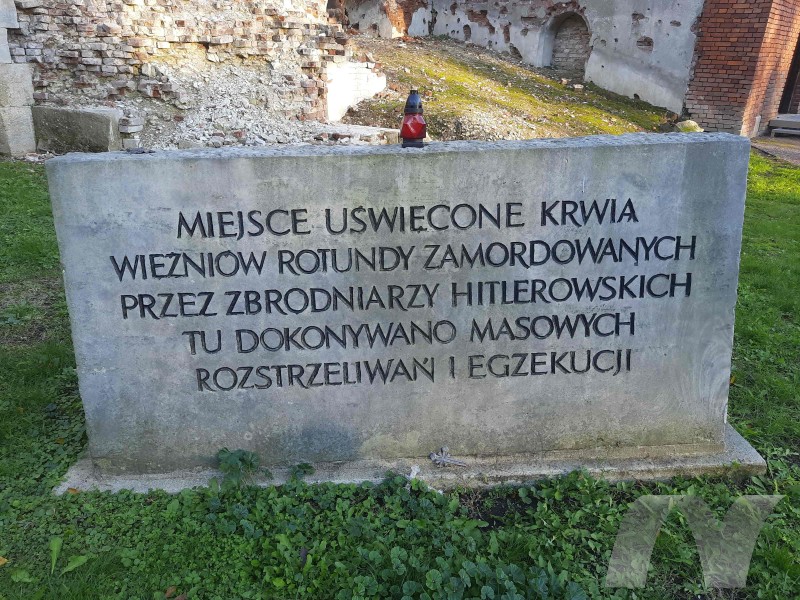 MIEJSCE UŚWIĘCONE KRWIĄ
WIĘŹNIÓW ROTUNDY ZAMORDOWANYCH
PRZEZ ZBRODNIARZY HITLEROWSKICH
TU DOKONYWANO MASOWYCH
ROZSTRZELIWAŃ I EGZEKUCJI